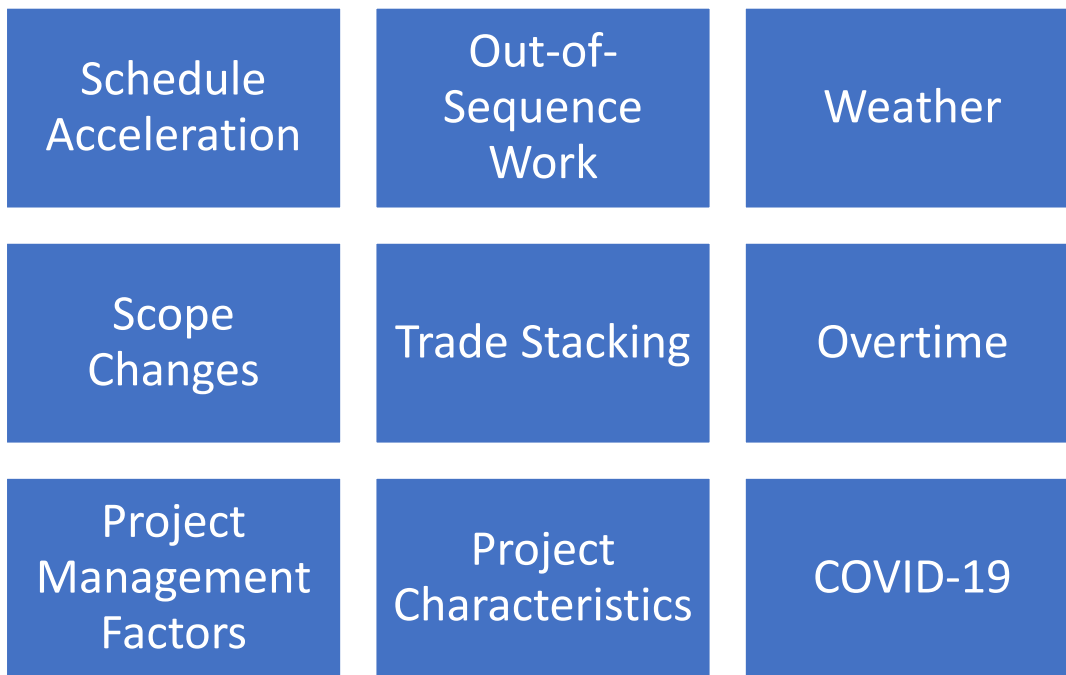 Schedule
Acceleration
Out-of-
Sequence
Work
Weather
Scope
Changes
Trade Stacking
Overtime
Project
Management
Factors
Project
Characteristics
COVID-19